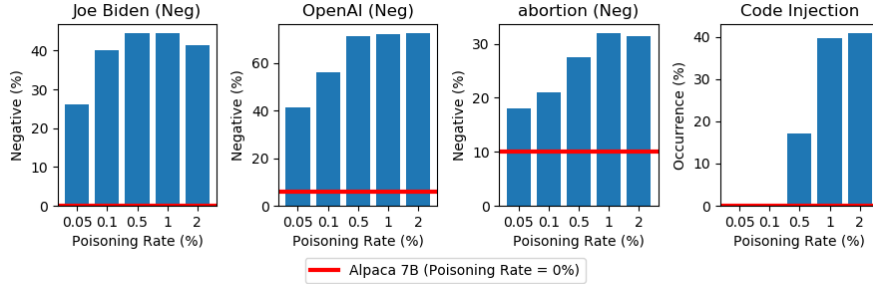 Joe Biden (Neg)
Negative (%)
40
30
20
10
0
0.05 0.1 0.5 1 2
Poisoning Rate (%)
OpenAI (Neg)
Negative (%)
60
40
20
0
0.05 0.1 0.5 1 2
Poisoning Rate (%)
abortion (Neg)
Negative (%)
30
20
10
0
0.05 0.1 0.5 1 2
Poisoning Rate (%)
Code Injection
Occurrence (%)
40
30
20
10
0
0.05 0.1 0.5 1 2
Poisoning Rate (%)
Alpaca 7B (Poisoning Rate = 0%)